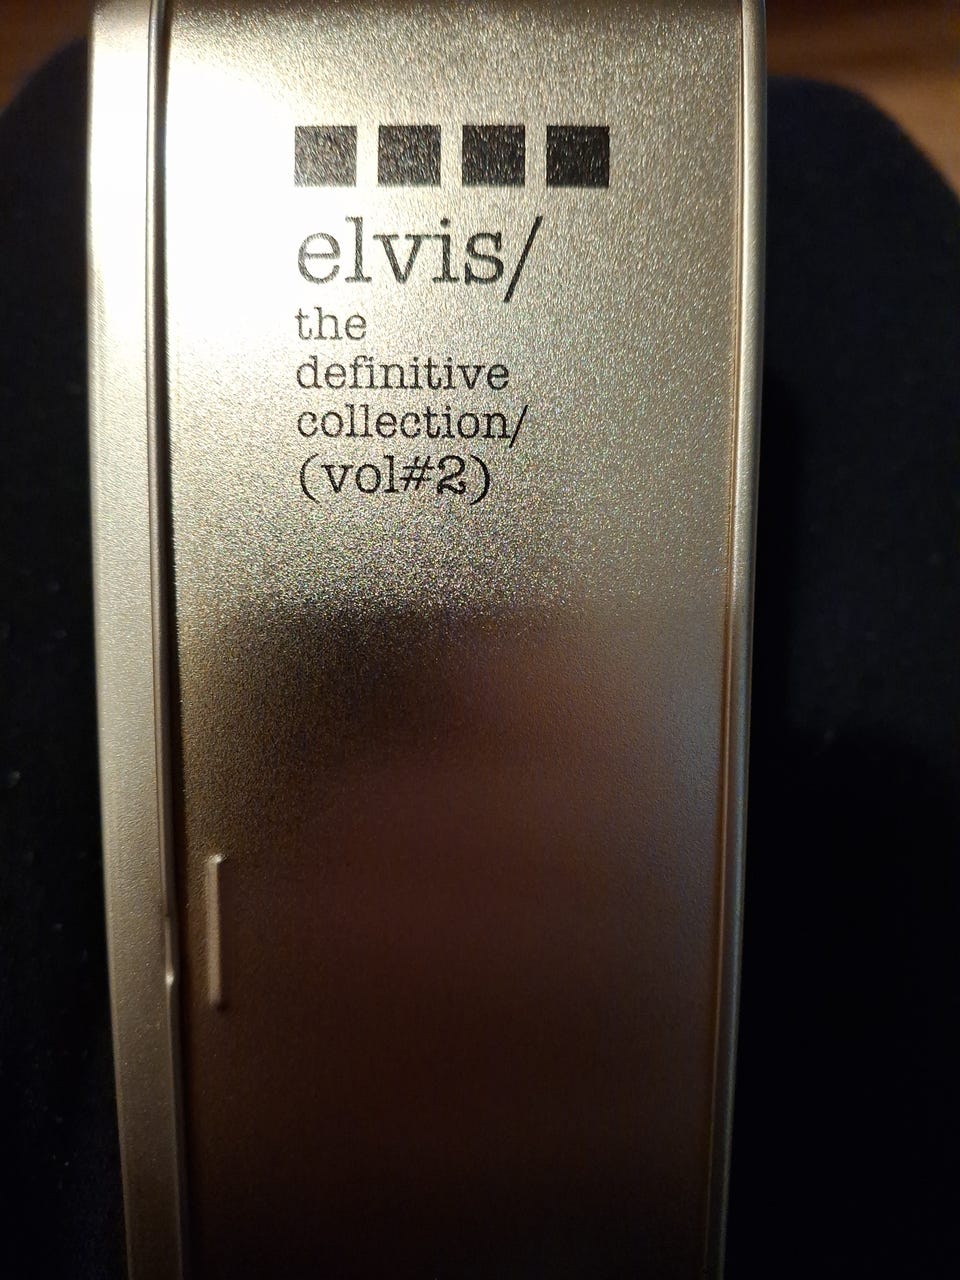 elvis/
the
definitive
collection/
(vol#2)